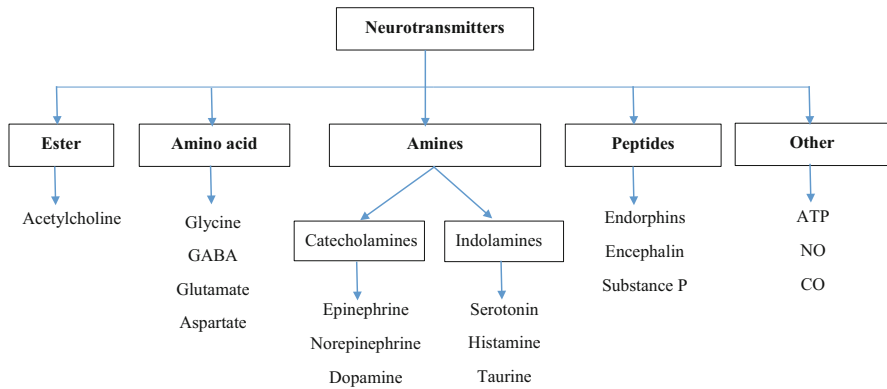 Neurotransmitters
Ester
Amino acid
Amines
Peptides
Other
Acetylcholine
Glycine
GABA
Glutamate
Aspartate
Catecholamines
Indolamines
Epinephrine
Norepinephrine
Dopamine
Serotonin
Histamine
Taurine
Endorphins
Encephalin
Substance P
ATP
NO
CO